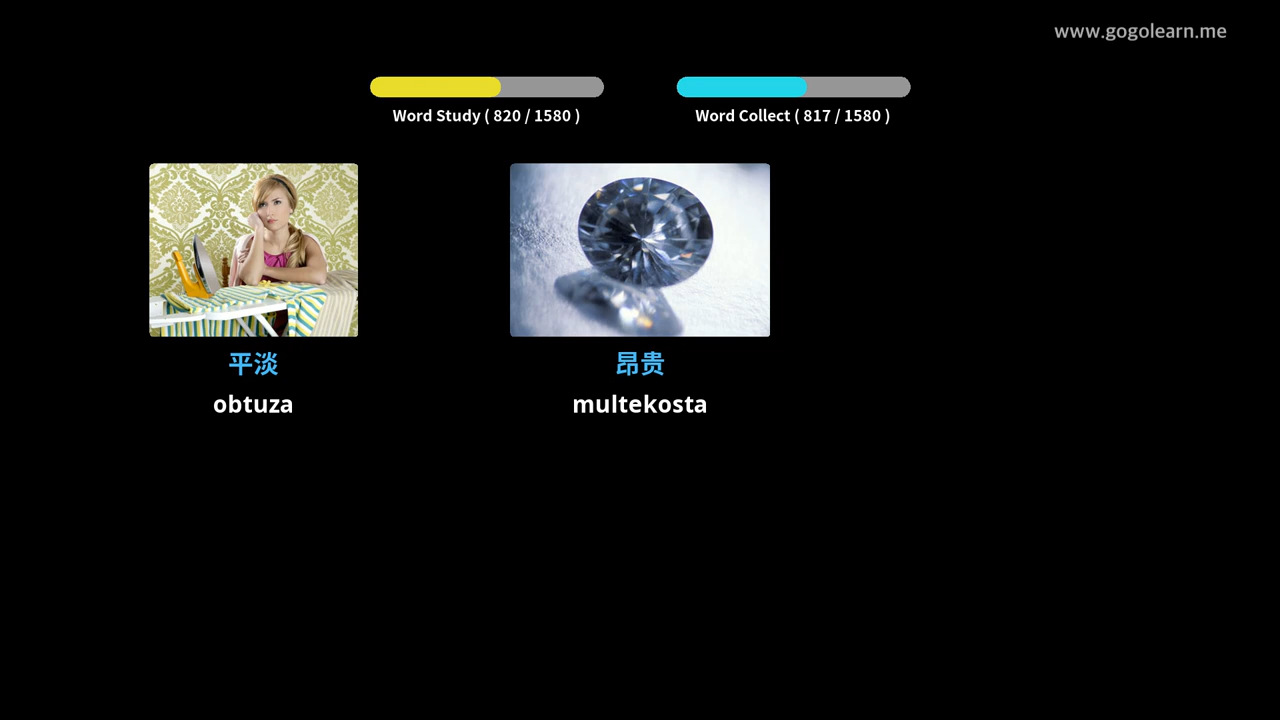 www.gogolearn.me
Word Study ( 820 / 1580 )
Word Collect ( 817 / 1580 )
平淡
obtuza
昂贵
multekosta